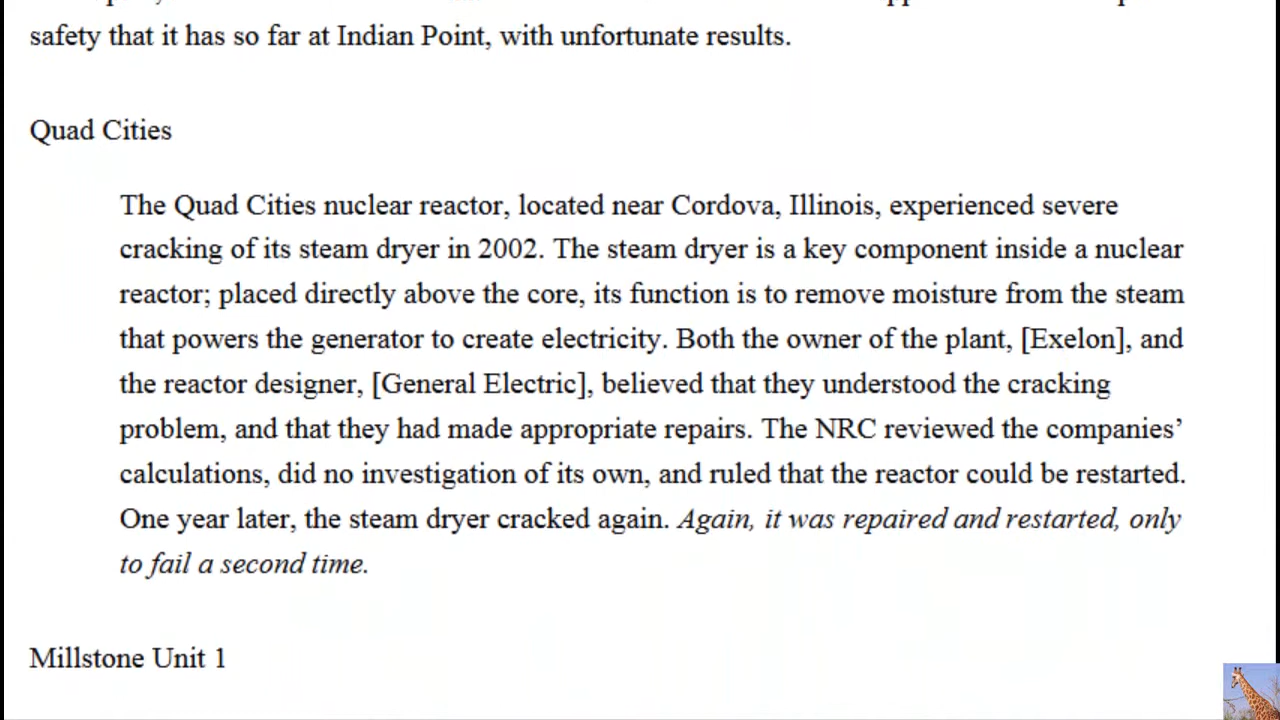 safety that it has so far at Indian Point, with unfortunate results.
Quad Cities
The Quad Cities nuclear reactor, located near Cordova, Illinois, experienced severe
cracking of its steam dryer in 2002. The steam dryer is a key component inside a nuclear
reactor; placed directly above the core, its function is to remove moisture from the steam
that powers the generator to create electricity. Both the owner of the plant, [Exelon], and
the reactor designer, [General Electric], believed that they understood the cracking
problem, and that they had made appropriate repairs. The NRC reviewed the companies’
calculations, did no investigation of its own, and ruled that the reactor could be restarted.
One year later, the steam dryer cracked again. Again, it was repaired and restarted, only
to fail a second time.
Millstone Unit 1